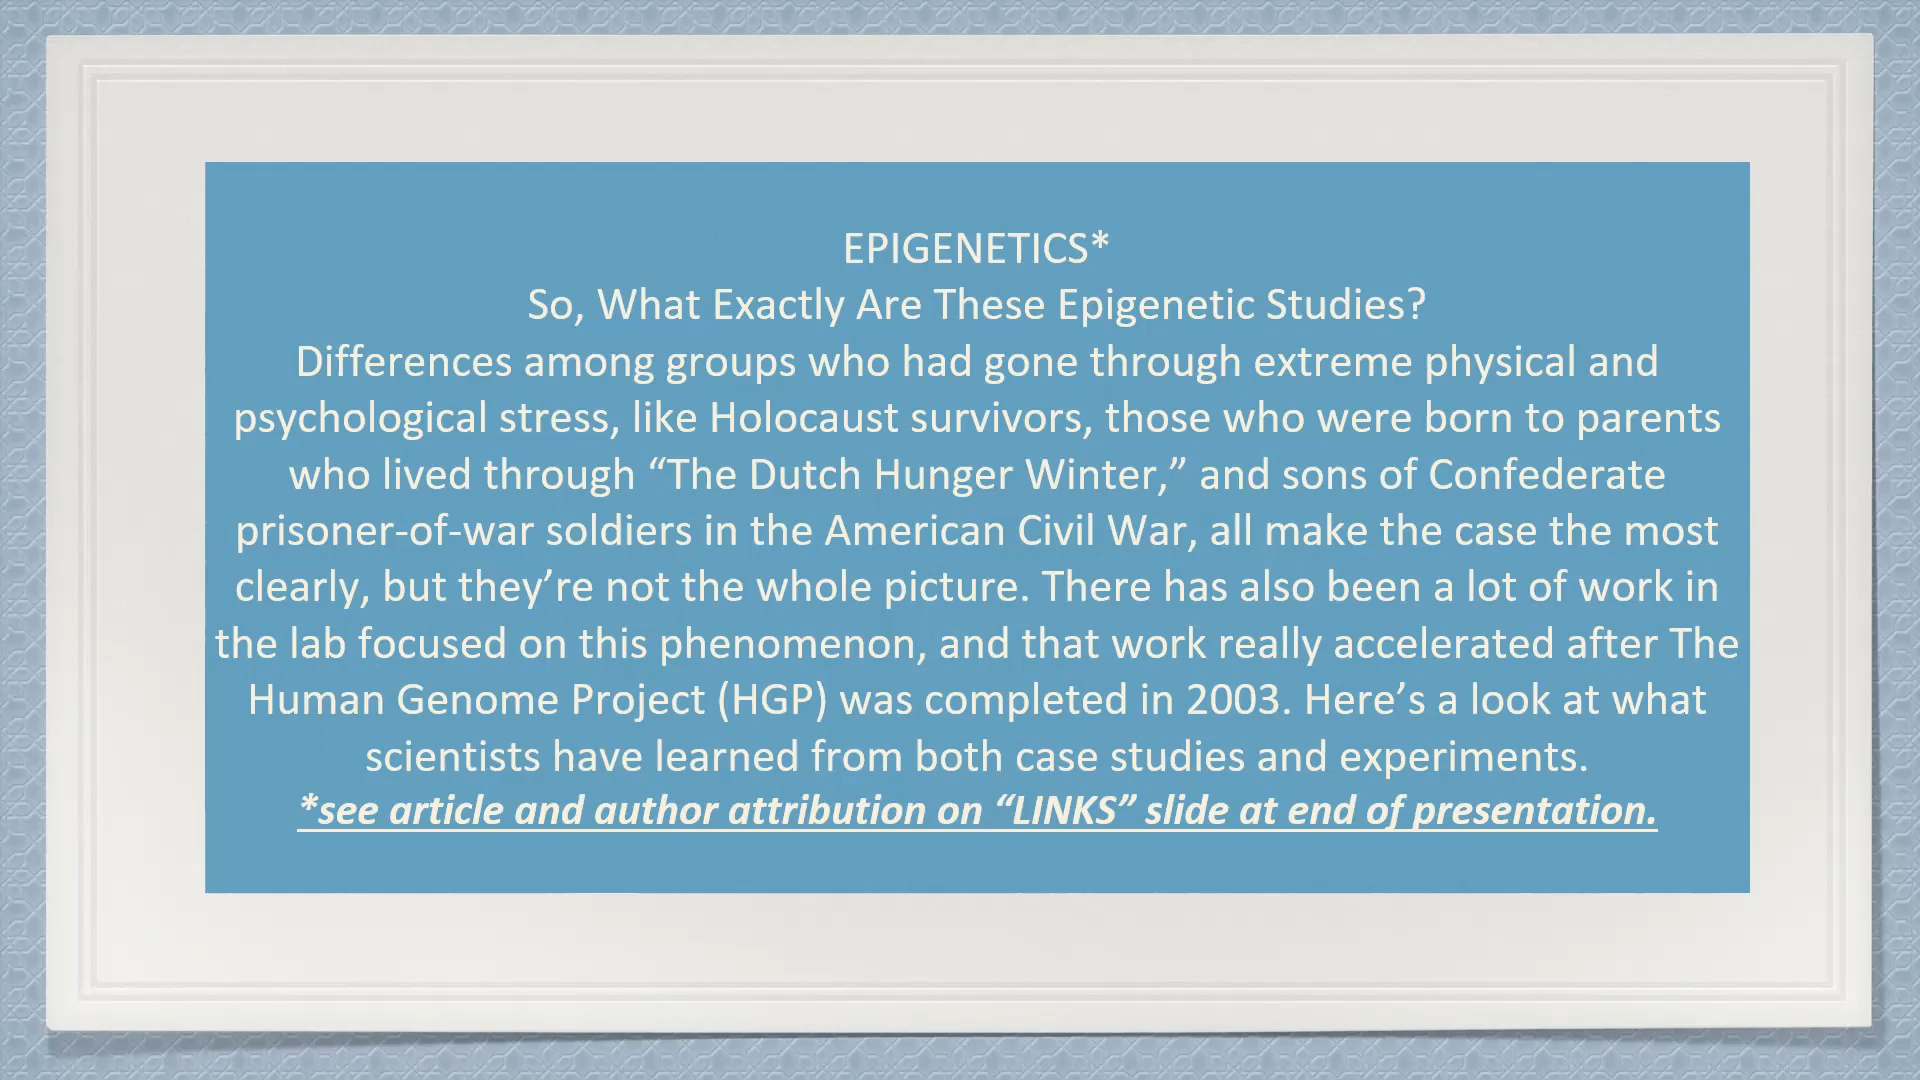 EPIGENETICS*
So, What Exactly Are These Epigenetic Studies?
Differences among groups who had gone through extreme physical and
psychological stress, like Holocaust survivors, those who were born to parents
who lived through “The Dutch Hunger Winter,” and sons of Confederate
prisoner-of-war soldiers in the American Civil War, all make the case the most
clearly, but they’re not the whole picture. There has also been a lot of work in
the lab focused on this phenomenon, and that work really accelerated after The
Human Genome Project (HGP) was completed in 2003. Here’s a look at what
scientists have learned from both case studies and experiments.
*see article and author attribution on “LINKS” slide at end of presentation.